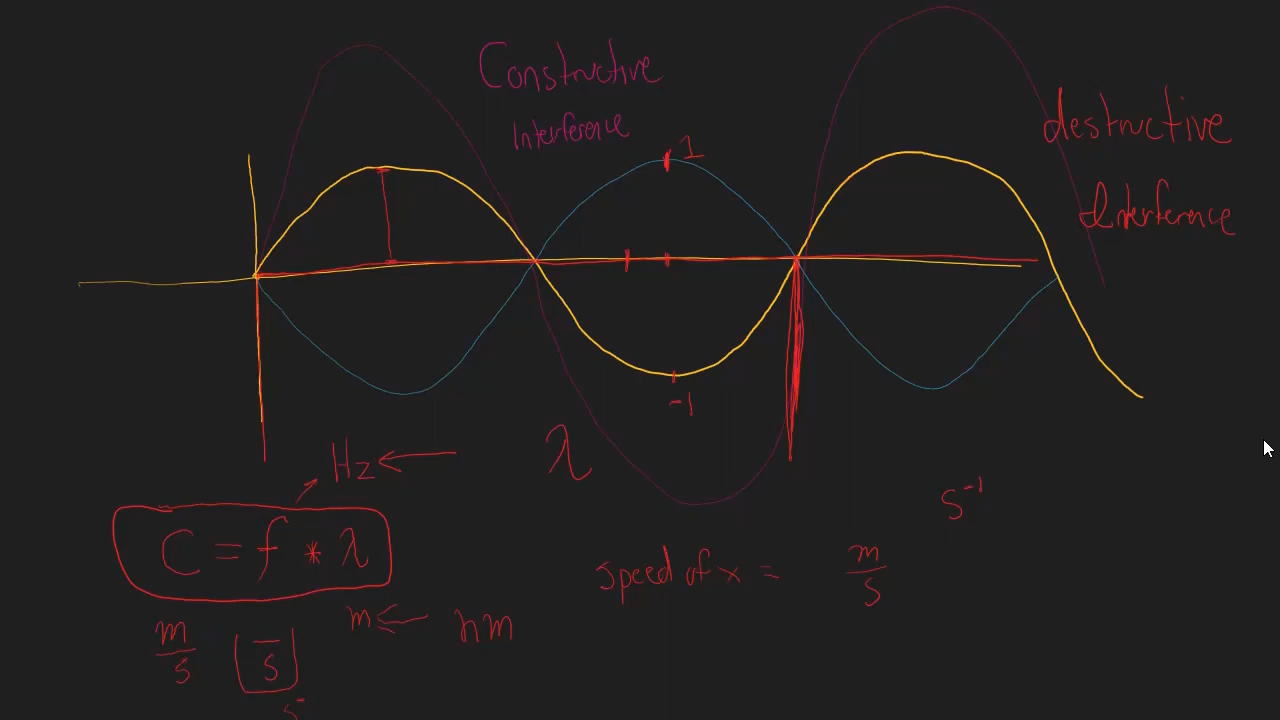 Constructive
Interference
destructive
Interference
1
-1
Hz
λ
C = f * λ
s⁻¹
speed of x = m/s
m/s
s
m ← nm
s⁻